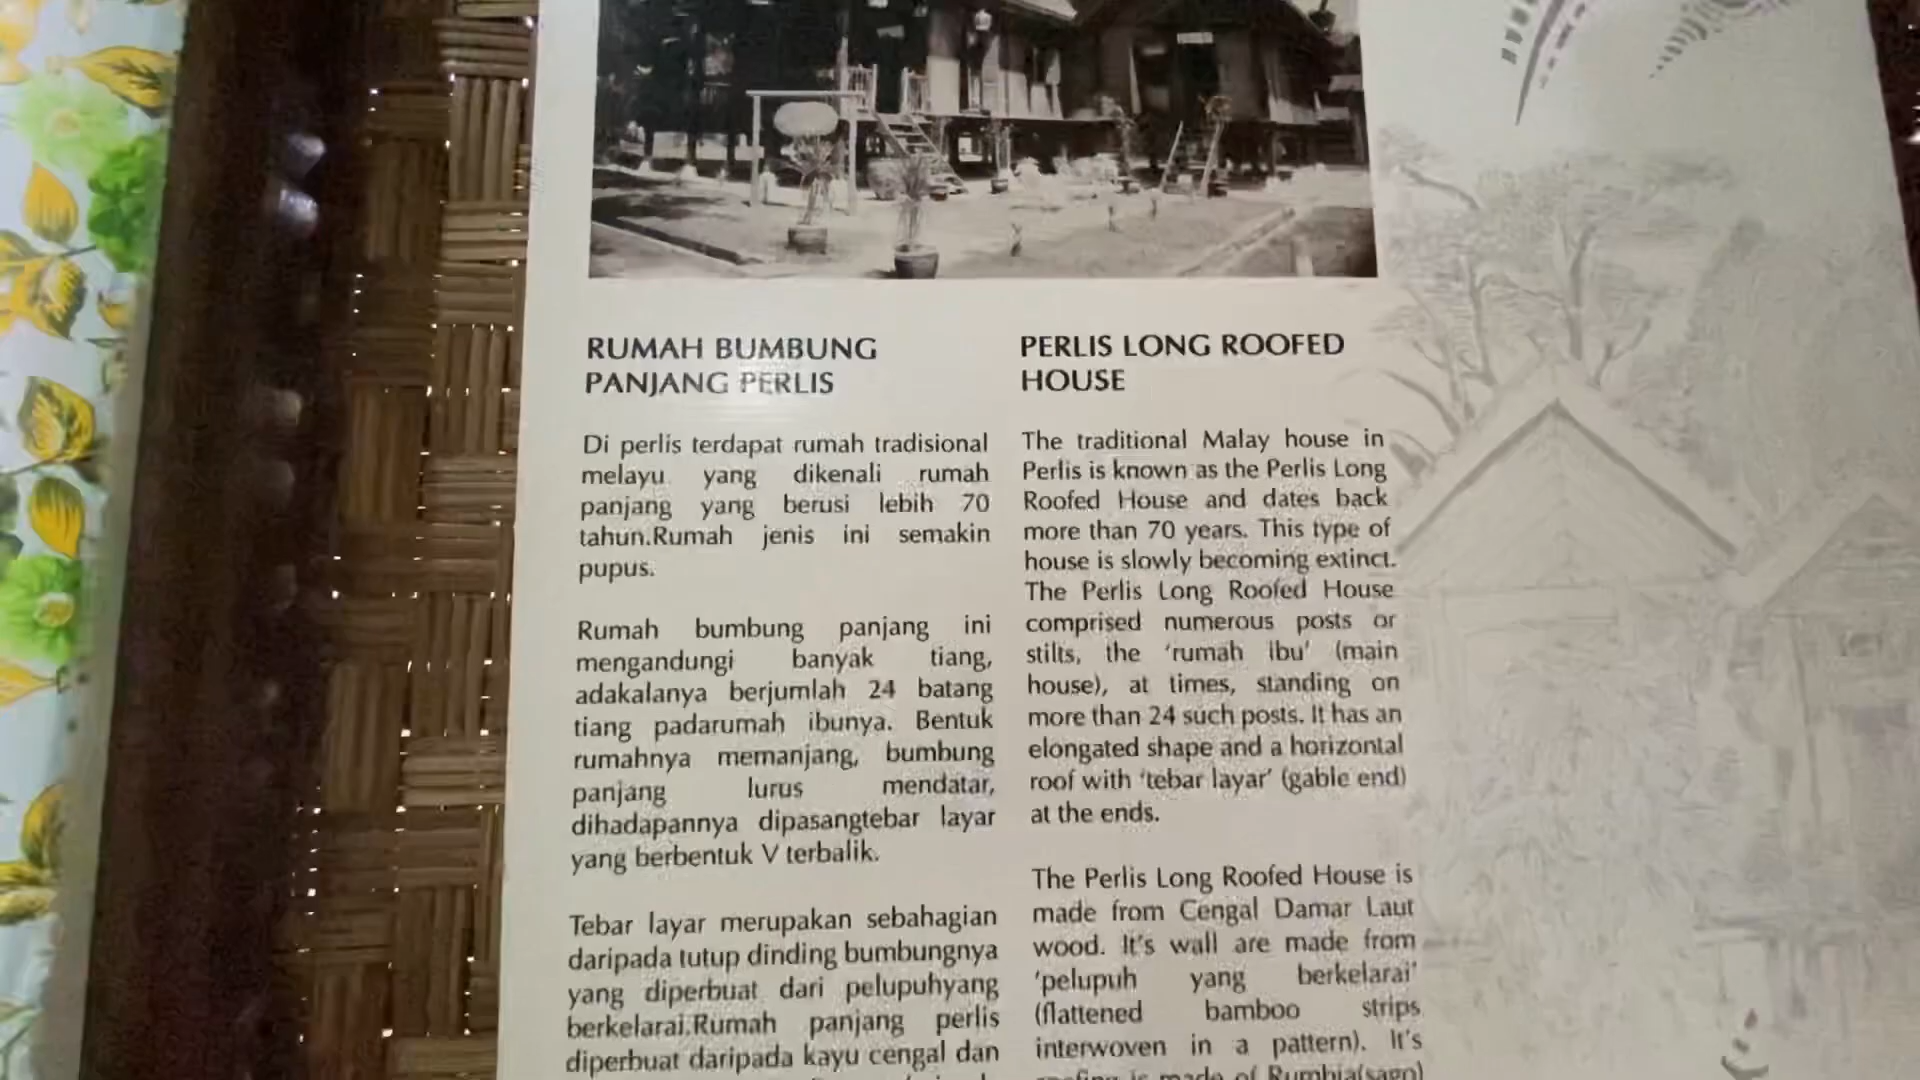 RUMAH BUMBUNG
PANJANG PERLIS
Di perlis terdapat rumah tradisional
melayu yang dikenali rumah
panjang yang berusi lebih 70
tahun.Rumah jenis ini semakin
pupus.
Rumah bumbung panjang ini
mengandungi banyak tiang,
adakalanya berjumlah 24 batang
tiang padarumah ibunya. Bentuk
rumahnya memanjang, bumbung
panjang lurus mendatar,
dihadapannya dipasangtebar layar
yang berbentuk V terbalik.
Tebar layar merupakan sebahagian
daripada tutup dinding bumbungnya
yang diperbuat dari pelupuhyang
berkelarai.Rumah panjang perlis
diperbuat daripada kayu cengal dan
PERLIS LONG ROOFED
HOUSE
The traditional Malay house in
Perlis is known as the Perlis Long
Roofed House and dates back
more than 70 years. This type of
house is slowly becoming extinct.
The Perlis Long Roofed House
comprised numerous posts or
stilts, the 'rumah ibu' (main
house), at times, standing on
more than 24 such posts. It has an
elongated shape and a horizontal
roof with 'tebar layar' (gable end)
at the ends.
The Perlis Long Roofed House is
made from Cengal Damar Laut
wood. It's wall are made from
'pelupuh yang berkelarai'
(flattened bamboo strips
interwoven in a pattern). It's
is made of Rumbia(sago)